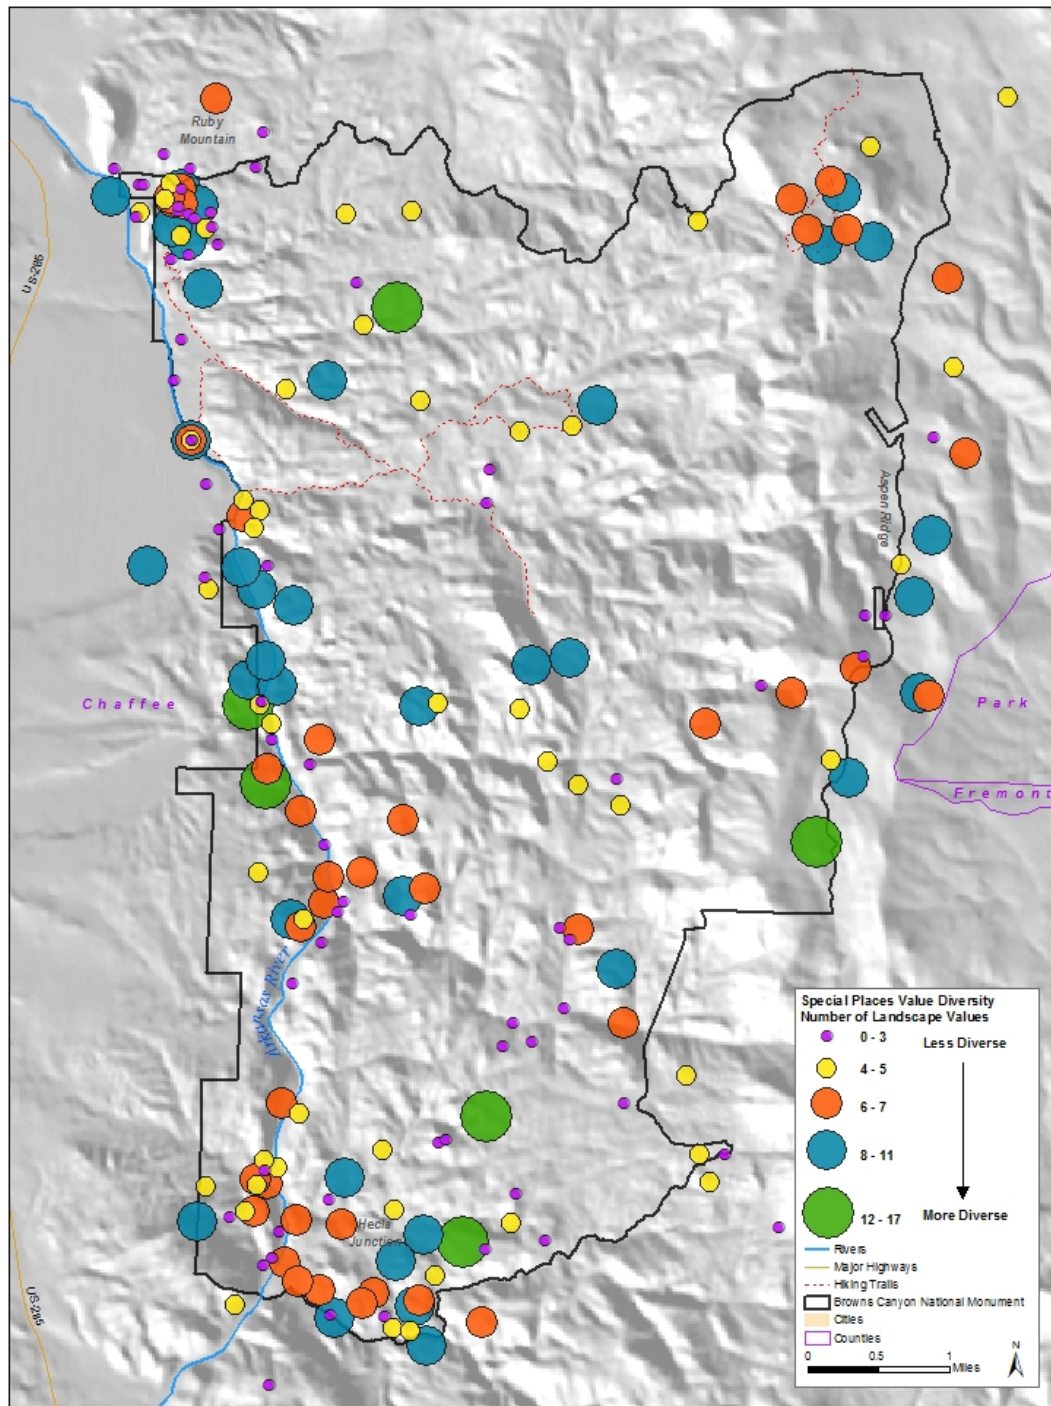 Ruby
Mountain
US-285
Aspen Ridge
Chaffee
Park
Fremont
Arkansas River
Hecla
Junction
US-285
Special Places Value Diversity
Number of Landscape Values
0 - 3
Less Diverse
4 - 5
6 - 7
8 - 11
12 - 17
More Diverse
Rivers
Major Highways
Hiking Trails
Browns Canyon National Monument
Cities
Counties
0 0.5 1
Miles
N